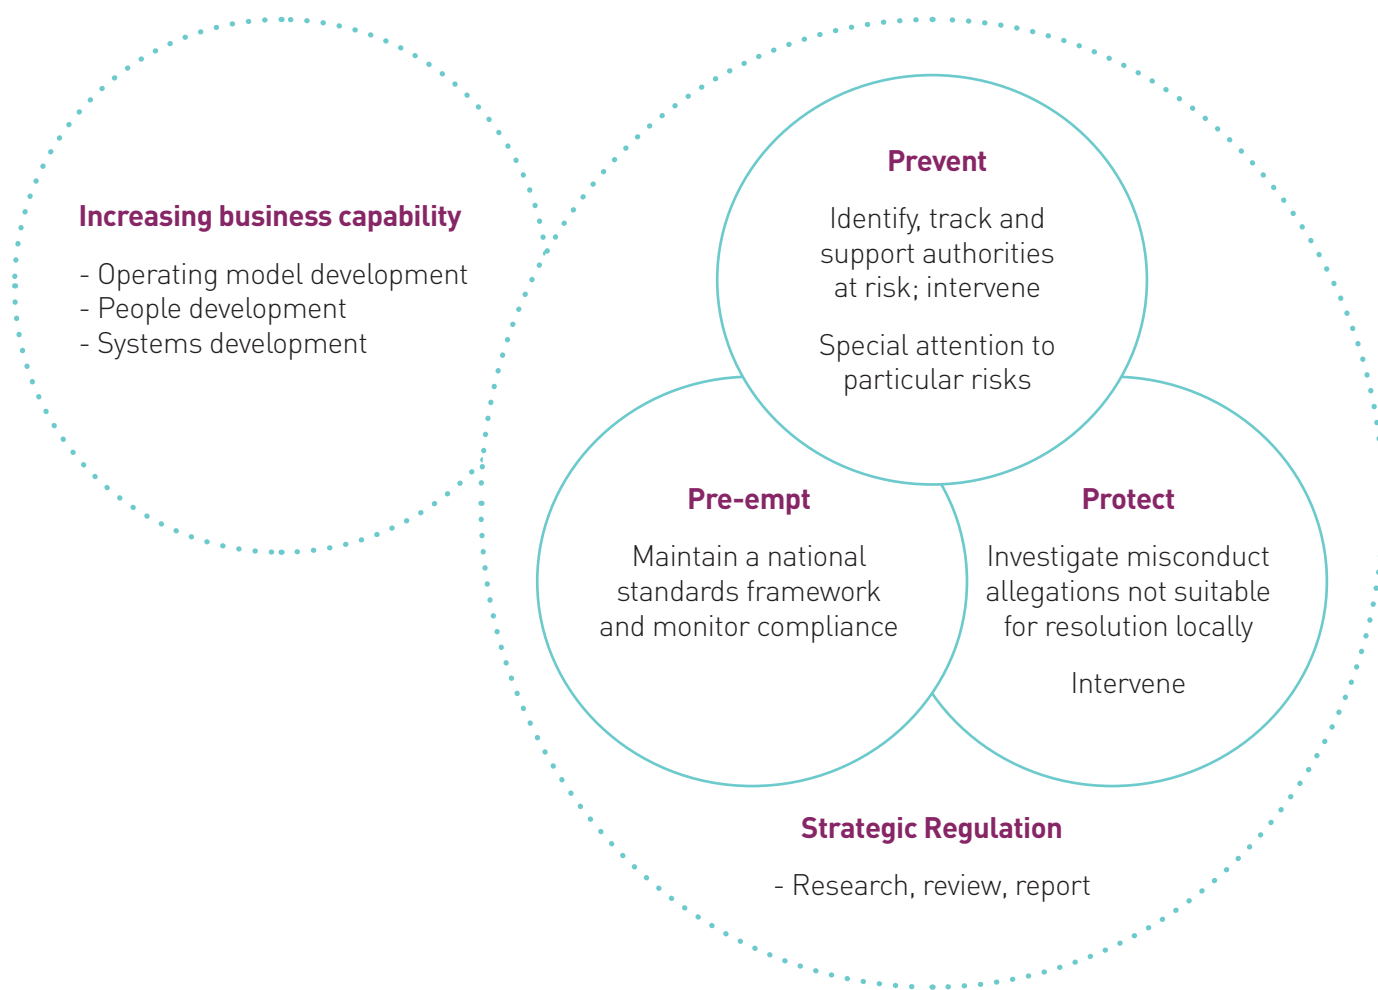 Increasing business capability
- Operating model development
- People development
- Systems development
Prevent
Identify, track and
support authorities
at risk; intervene
Special attention to
particular risks
Pre-empt
Maintain a national
standards framework
and monitor compliance
Protect
Investigate misconduct
allegations not suitable
for resolution locally
Intervene
Strategic Regulation
- Research, review, report